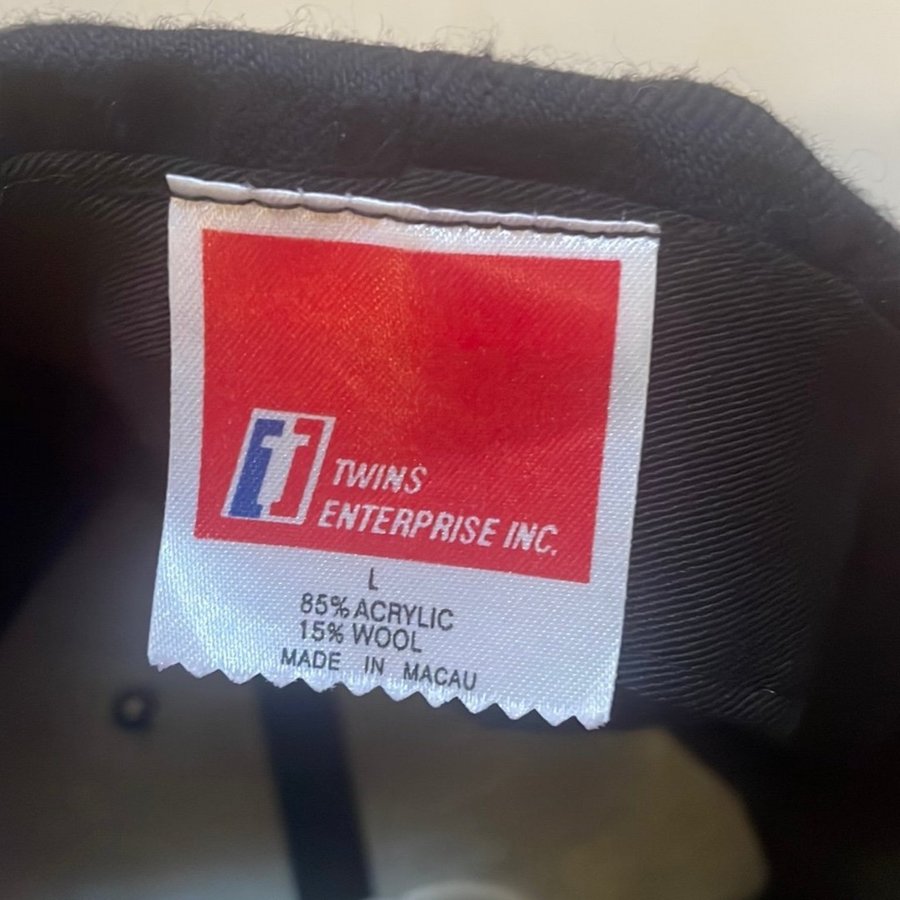 TWINS
ENTERPRISE INC.
L
85% ACRYLIC
15% WOOL
MADE IN MACAU